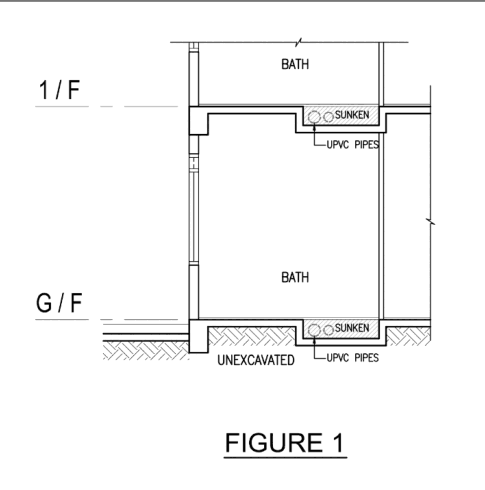 BATH
1 / F
SUNKEN
UPVC PIPES
BATH
G / F
SUNKEN
UNEXCAVATED
UPVC PIPES
FIGURE 1